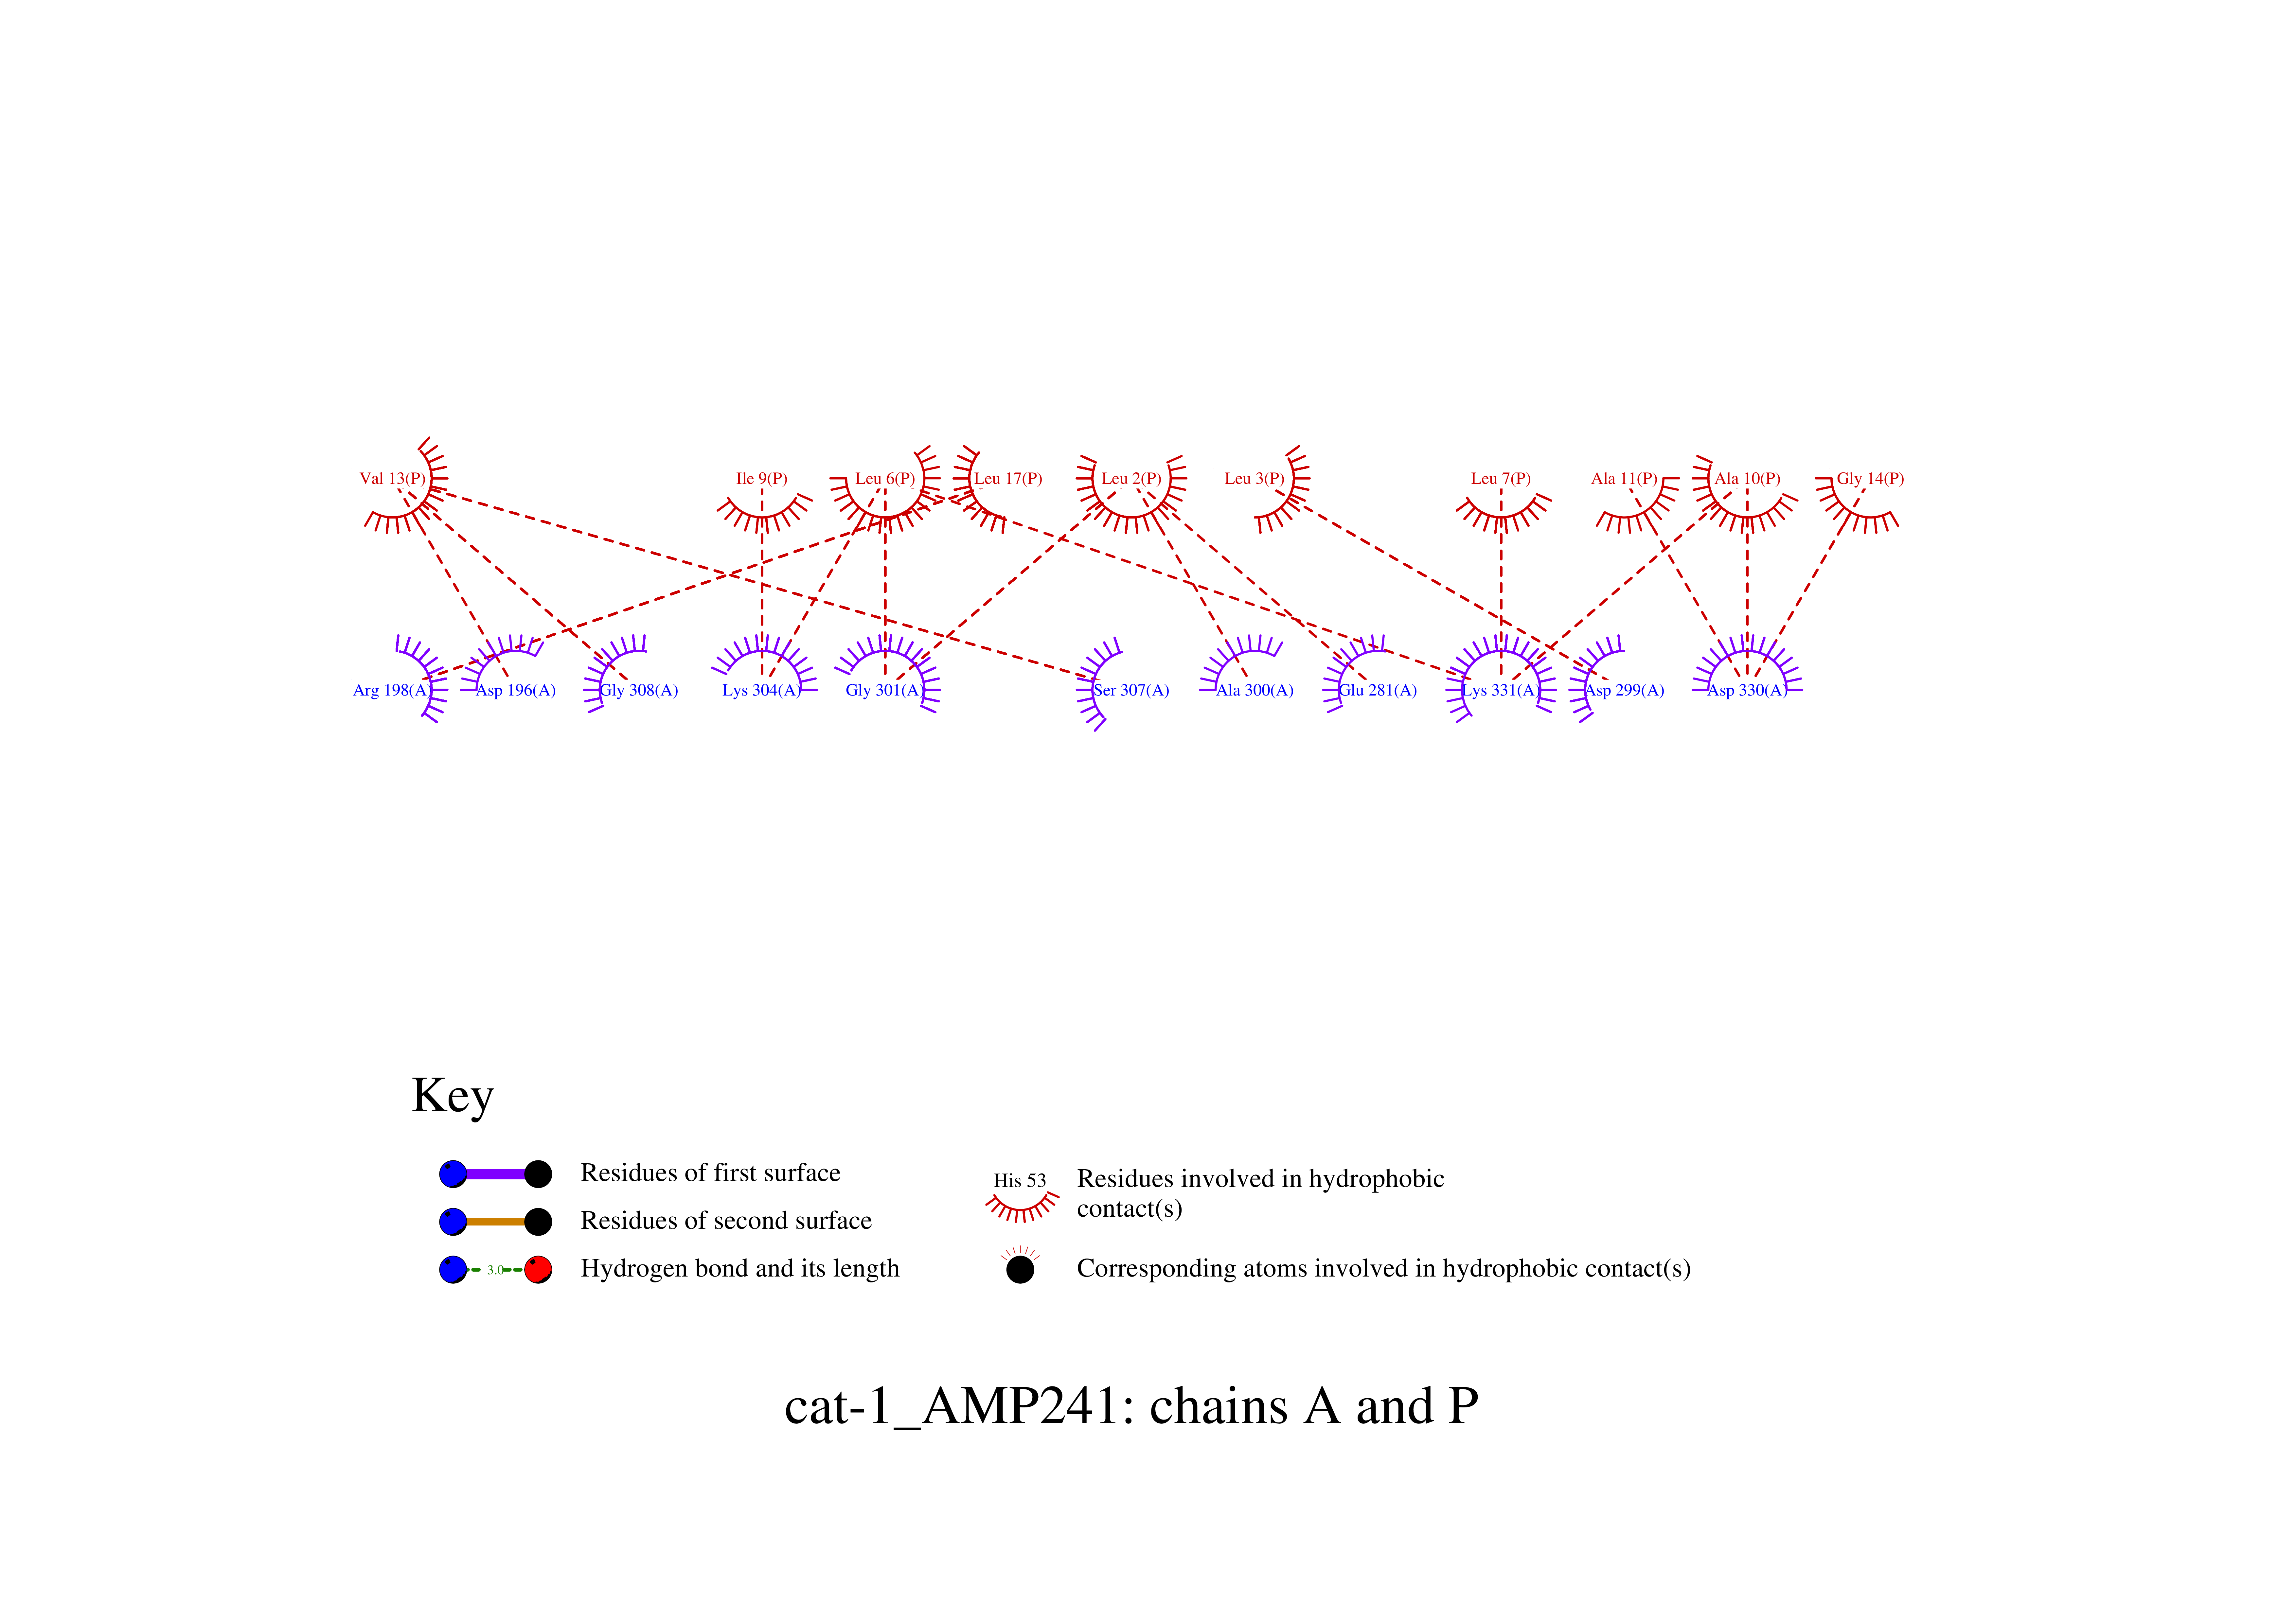 Val 13(P) Ile 9(P) Leu 6(P) Leu 17(P) Leu 2(P) Leu 3(P) Leu 7(P) Ala 11(P) Ala 10(P) Gly 14(P)
Arg 198(A) Asp 196(A) Gly 308(A) Lys 304(A) Gly 301(A) Ser 307(A) Ala 300(A) Glu 281(A) Lys 331(A) Asp 299(A) Asp 330(A)
Key
Residues of first surface
Residues of second surface
3.0 Hydrogen bond and its length
His 53 Residues involved in hydrophobic
contact(s)
Corresponding atoms involved in hydrophobic contact(s)
cat-1_AMP241: chains A and P